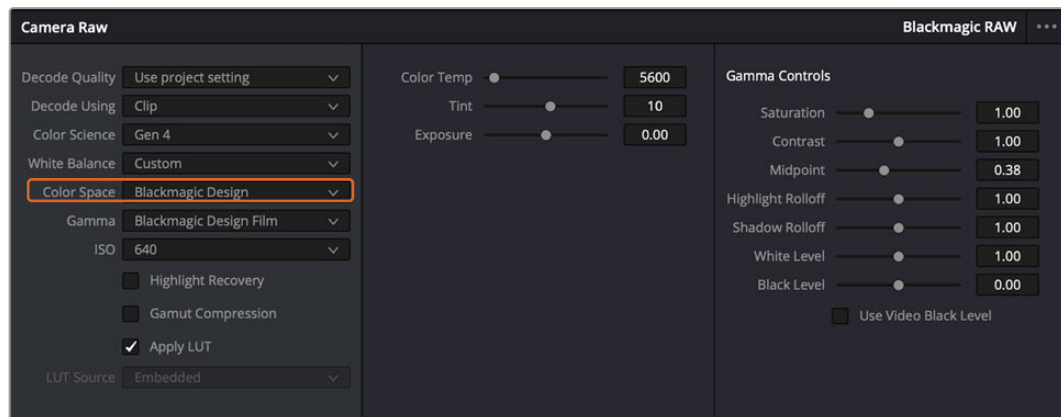 Camera Raw
Blackmagic RAW
Decode Quality Use project setting
Decode Using Clip
Color Science Gen 4
White Balance Custom
Color Space Blackmagic Design
Gamma Blackmagic Design Film
ISO 640
Highlight Recovery
Gamut Compression
Apply LUT
LUT Source Embedded
Color Temp 5600
Tint 10
Exposure 0.00
Gamma Controls
Saturation 1.00
Contrast 1.00
Midpoint 0.38
Highlight Rolloff 1.00
Shadow Rolloff 1.00
White Level 1.00
Black Level 0.00
Use Video Black Level